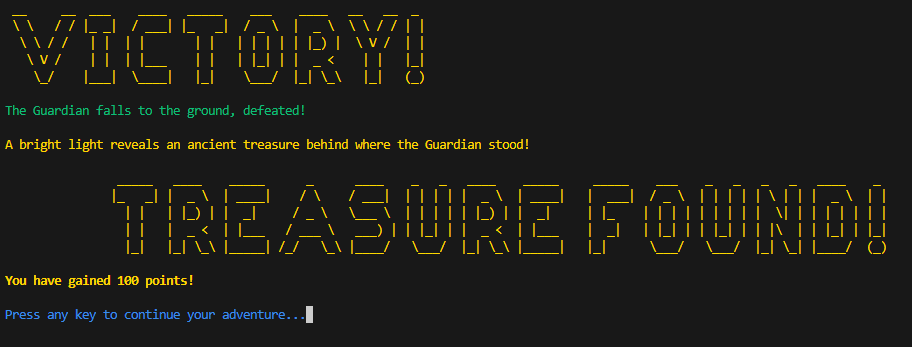 VICTORY!
The Guardian falls to the ground, defeated!
A bright light reveals an ancient treasure behind where the Guardian stood!
TREASURE FOUND!
You have gained 100 points!
Press any key to continue your adventure...